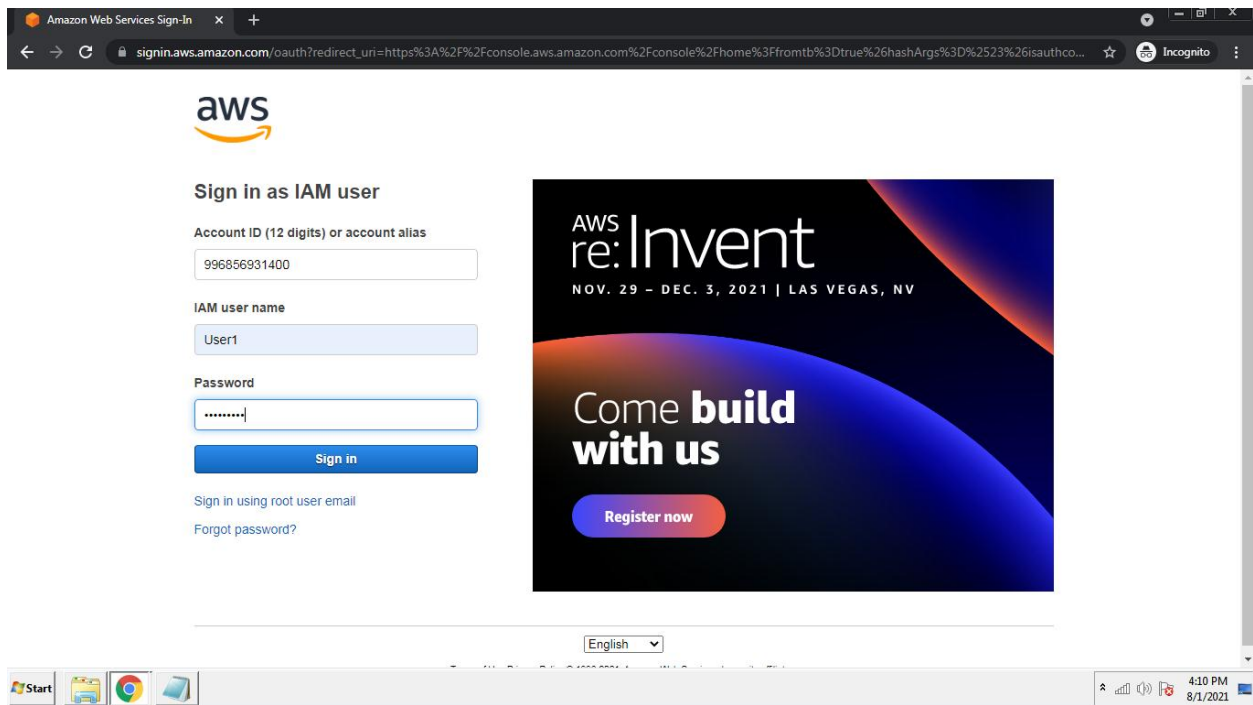 Amazon Web Services Sign-In
signin.aws.amazon.com/oauth?redirect_uri=https%3A%2F%2Fconsole.aws.amazon.com%2Fconsole%2Fhome%3Ffromtb%3Dtrue%26hashArgs%3D%2523%26isauthco...
Incognito
aws
Sign in as IAM user
Account ID (12 digits) or account alias
996856931400
IAM user name
User1
Password
Sign in
Sign in using root user email
Forgot password?
AWS
re:Invent
NOV. 29 – DEC. 3, 2021 | LAS VEGAS, NV
Come build
with us
Register now
English
Start
4:10 PM
8/1/2021